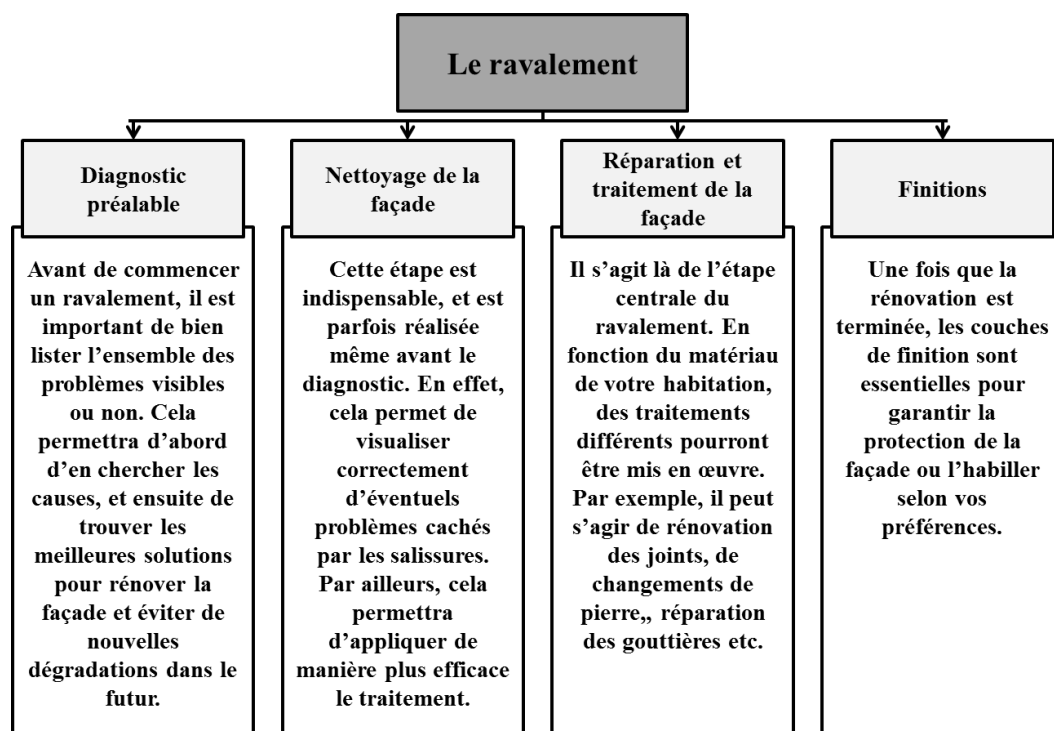 Le ravalement
Diagnostic
préalable
Avant de commencer
un ravalement, il est
important de bien
lister l’ensemble des
problèmes visibles
ou non. Cela
permettra d’abord
d’en chercher les
causes, et ensuite de
trouver les
meilleures solutions
pour rénover la
façade et éviter de
nouvelles
dégradations dans le
futur.
Nettoyage de la
façade
Cette étape est
indispensable, et est
parfois réalisée
même avant le
diagnostic. En effet,
cela permet de
visualiser
correctement
d’éventuels
problèmes cachés
par les salissures.
Par ailleurs, cela
permettra
d’appliquer de
manière plus efficace
le traitement.
Réparation et
traitement de la
façade
Il s’agit là de l’étape
centrale du
ravalement. En
fonction du matériau
de votre habitation,
des traitements
différents pourront
être mis en œuvre.
Par exemple, il peut
s’agir de rénovation
des joints, de
changements de
pierre,, réparation
des gouttières etc.
Finitions
Une fois que la
rénovation est
terminée, les couches
de finition sont
essentielles pour
garantir la
protection de la
façade ou l’habiller
selon vos
préférences.